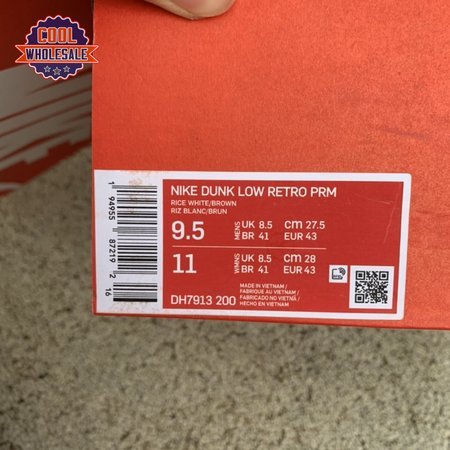 COOL
WHOLESALE
NIKE DUNK LOW RETRO PRM
RICE WHITE/BROWN
RIZ BLANC/BRUN
9.5 MENS UK 8.5 cm 27.5
BR 41 EUR 43
11 WMNS UK 8.5 cm 28
BR 41 EUR 43
DH7913 200
MADE IN VIETNAM /
FABRIQUE AU VIETNAM /
FABRICADO NO VIETNÃ /
HECHO EN VIETNAM
1 94955 87219 2
16